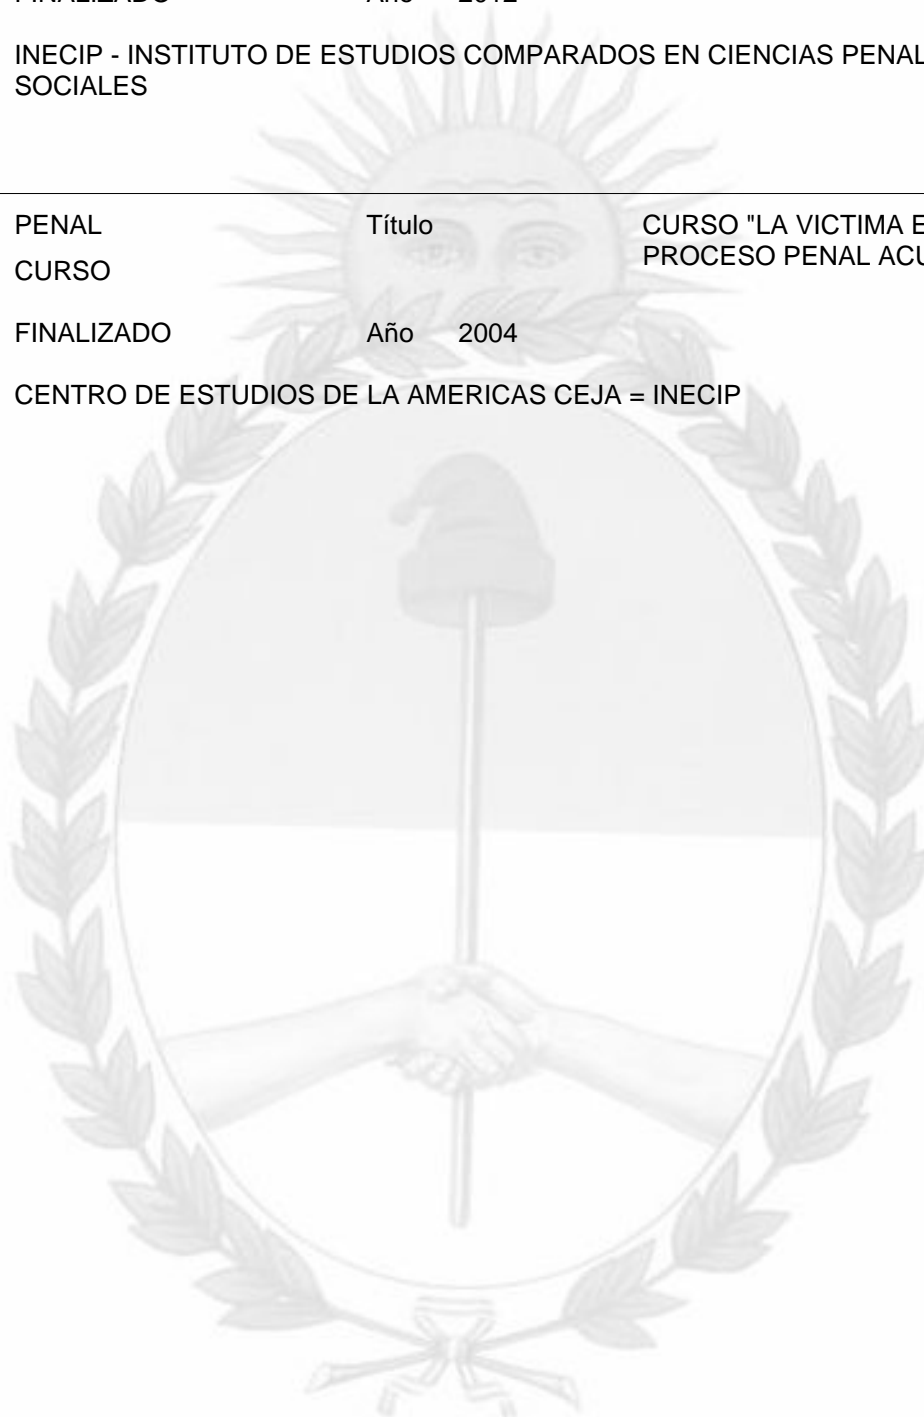 INECIP - INSTITUTO DE ESTUDIOS COMPARADOS EN CIENCIAS PENAL
SOCIALES
PENAL Título CURSO "LA VICTIMA E
CURSO PROCESO PENAL ACU
FINALIZADO Año 2004
CENTRO DE ESTUDIOS DE LA AMERICAS CEJA = INECIP